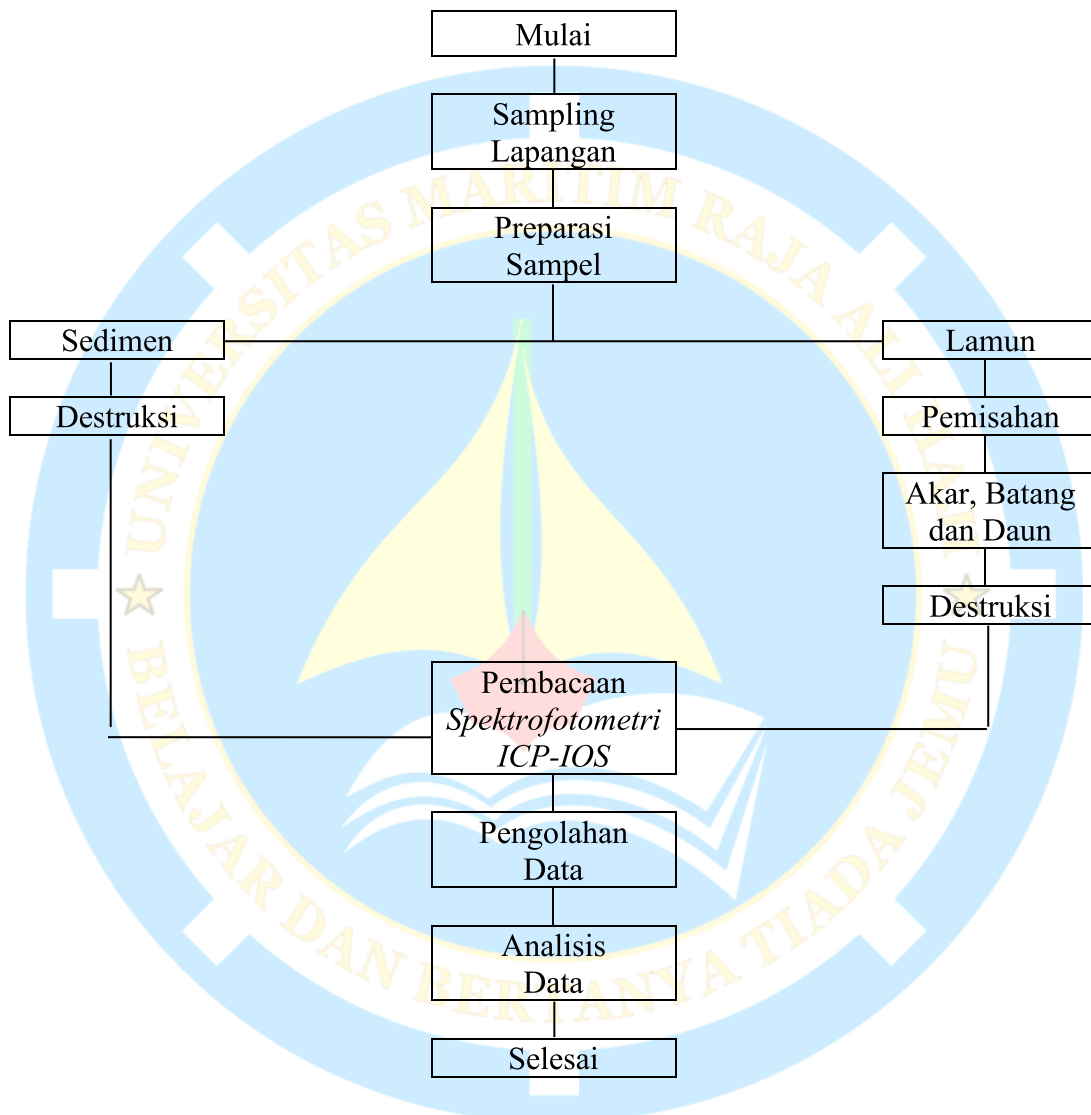 Mulai
Sampling
Lapangan
Preparasi
Sampel
Sedimen
Lamun
Destruksi
Pemisahan
Akar, Batang
dan Daun
Destruksi
Pembacaan
Spektrofotometri
ICP-IOS
Pengolahan
Data
Analisis
Data
Selesai
UNIVERSITAS MARITIM RAJA ALI HAJI
BELAJAR DAN BERTANYA TIADA JEMU